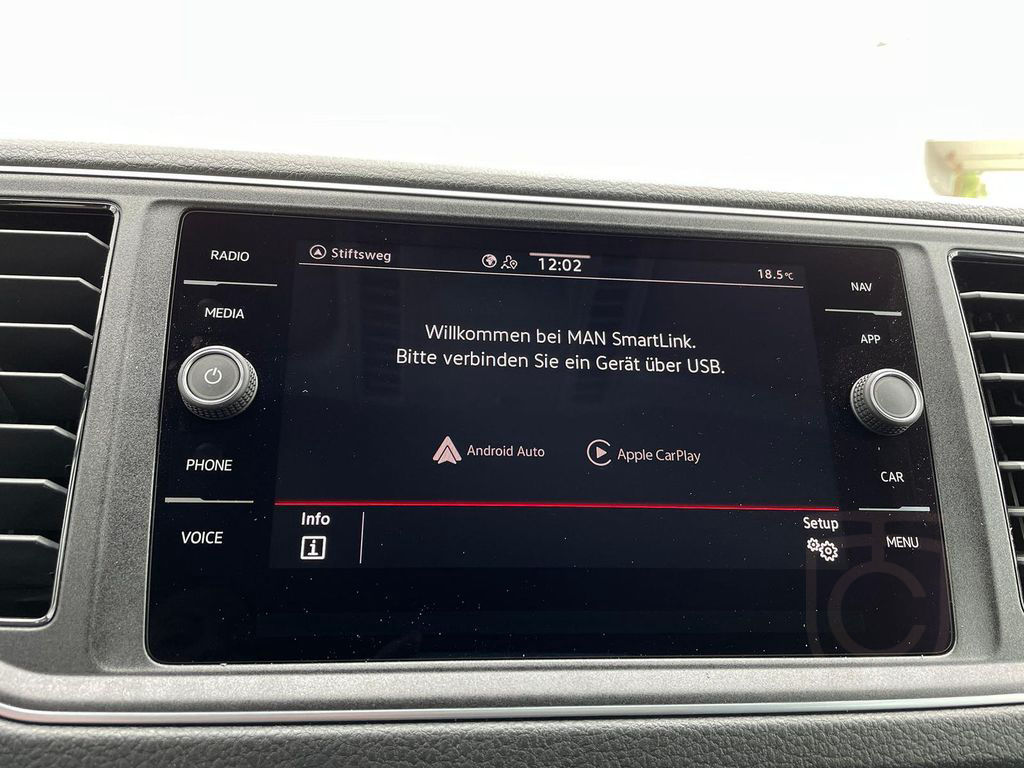 RADIO
MEDIA
PHONE
VOICE
Stiftsweg
12:02
18.5°C
Willkommen bei MAN SmartLink.
Bitte verbinden Sie ein Gerät über USB.
Android Auto
Apple CarPlay
Info
Setup
NAV
APP
CAR
MENU